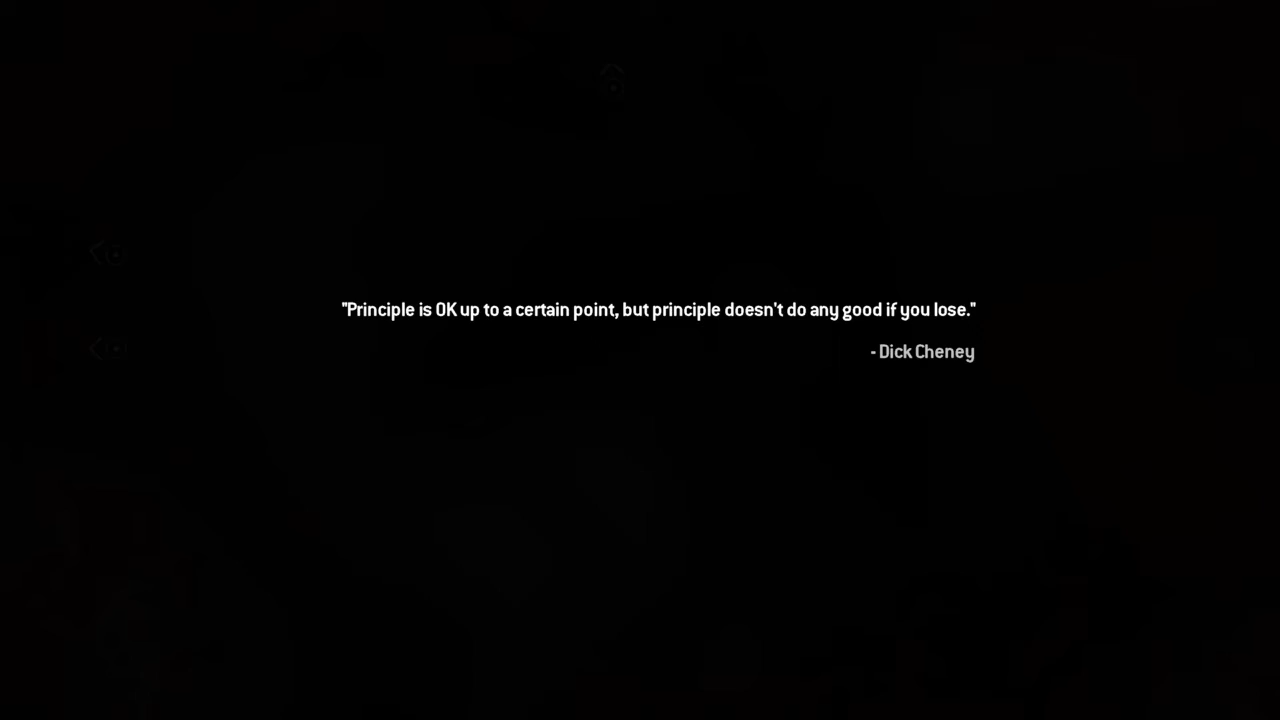 "Principle is OK up to a certain point, but principle doesn't do any good if you lose."
- Dick Cheney